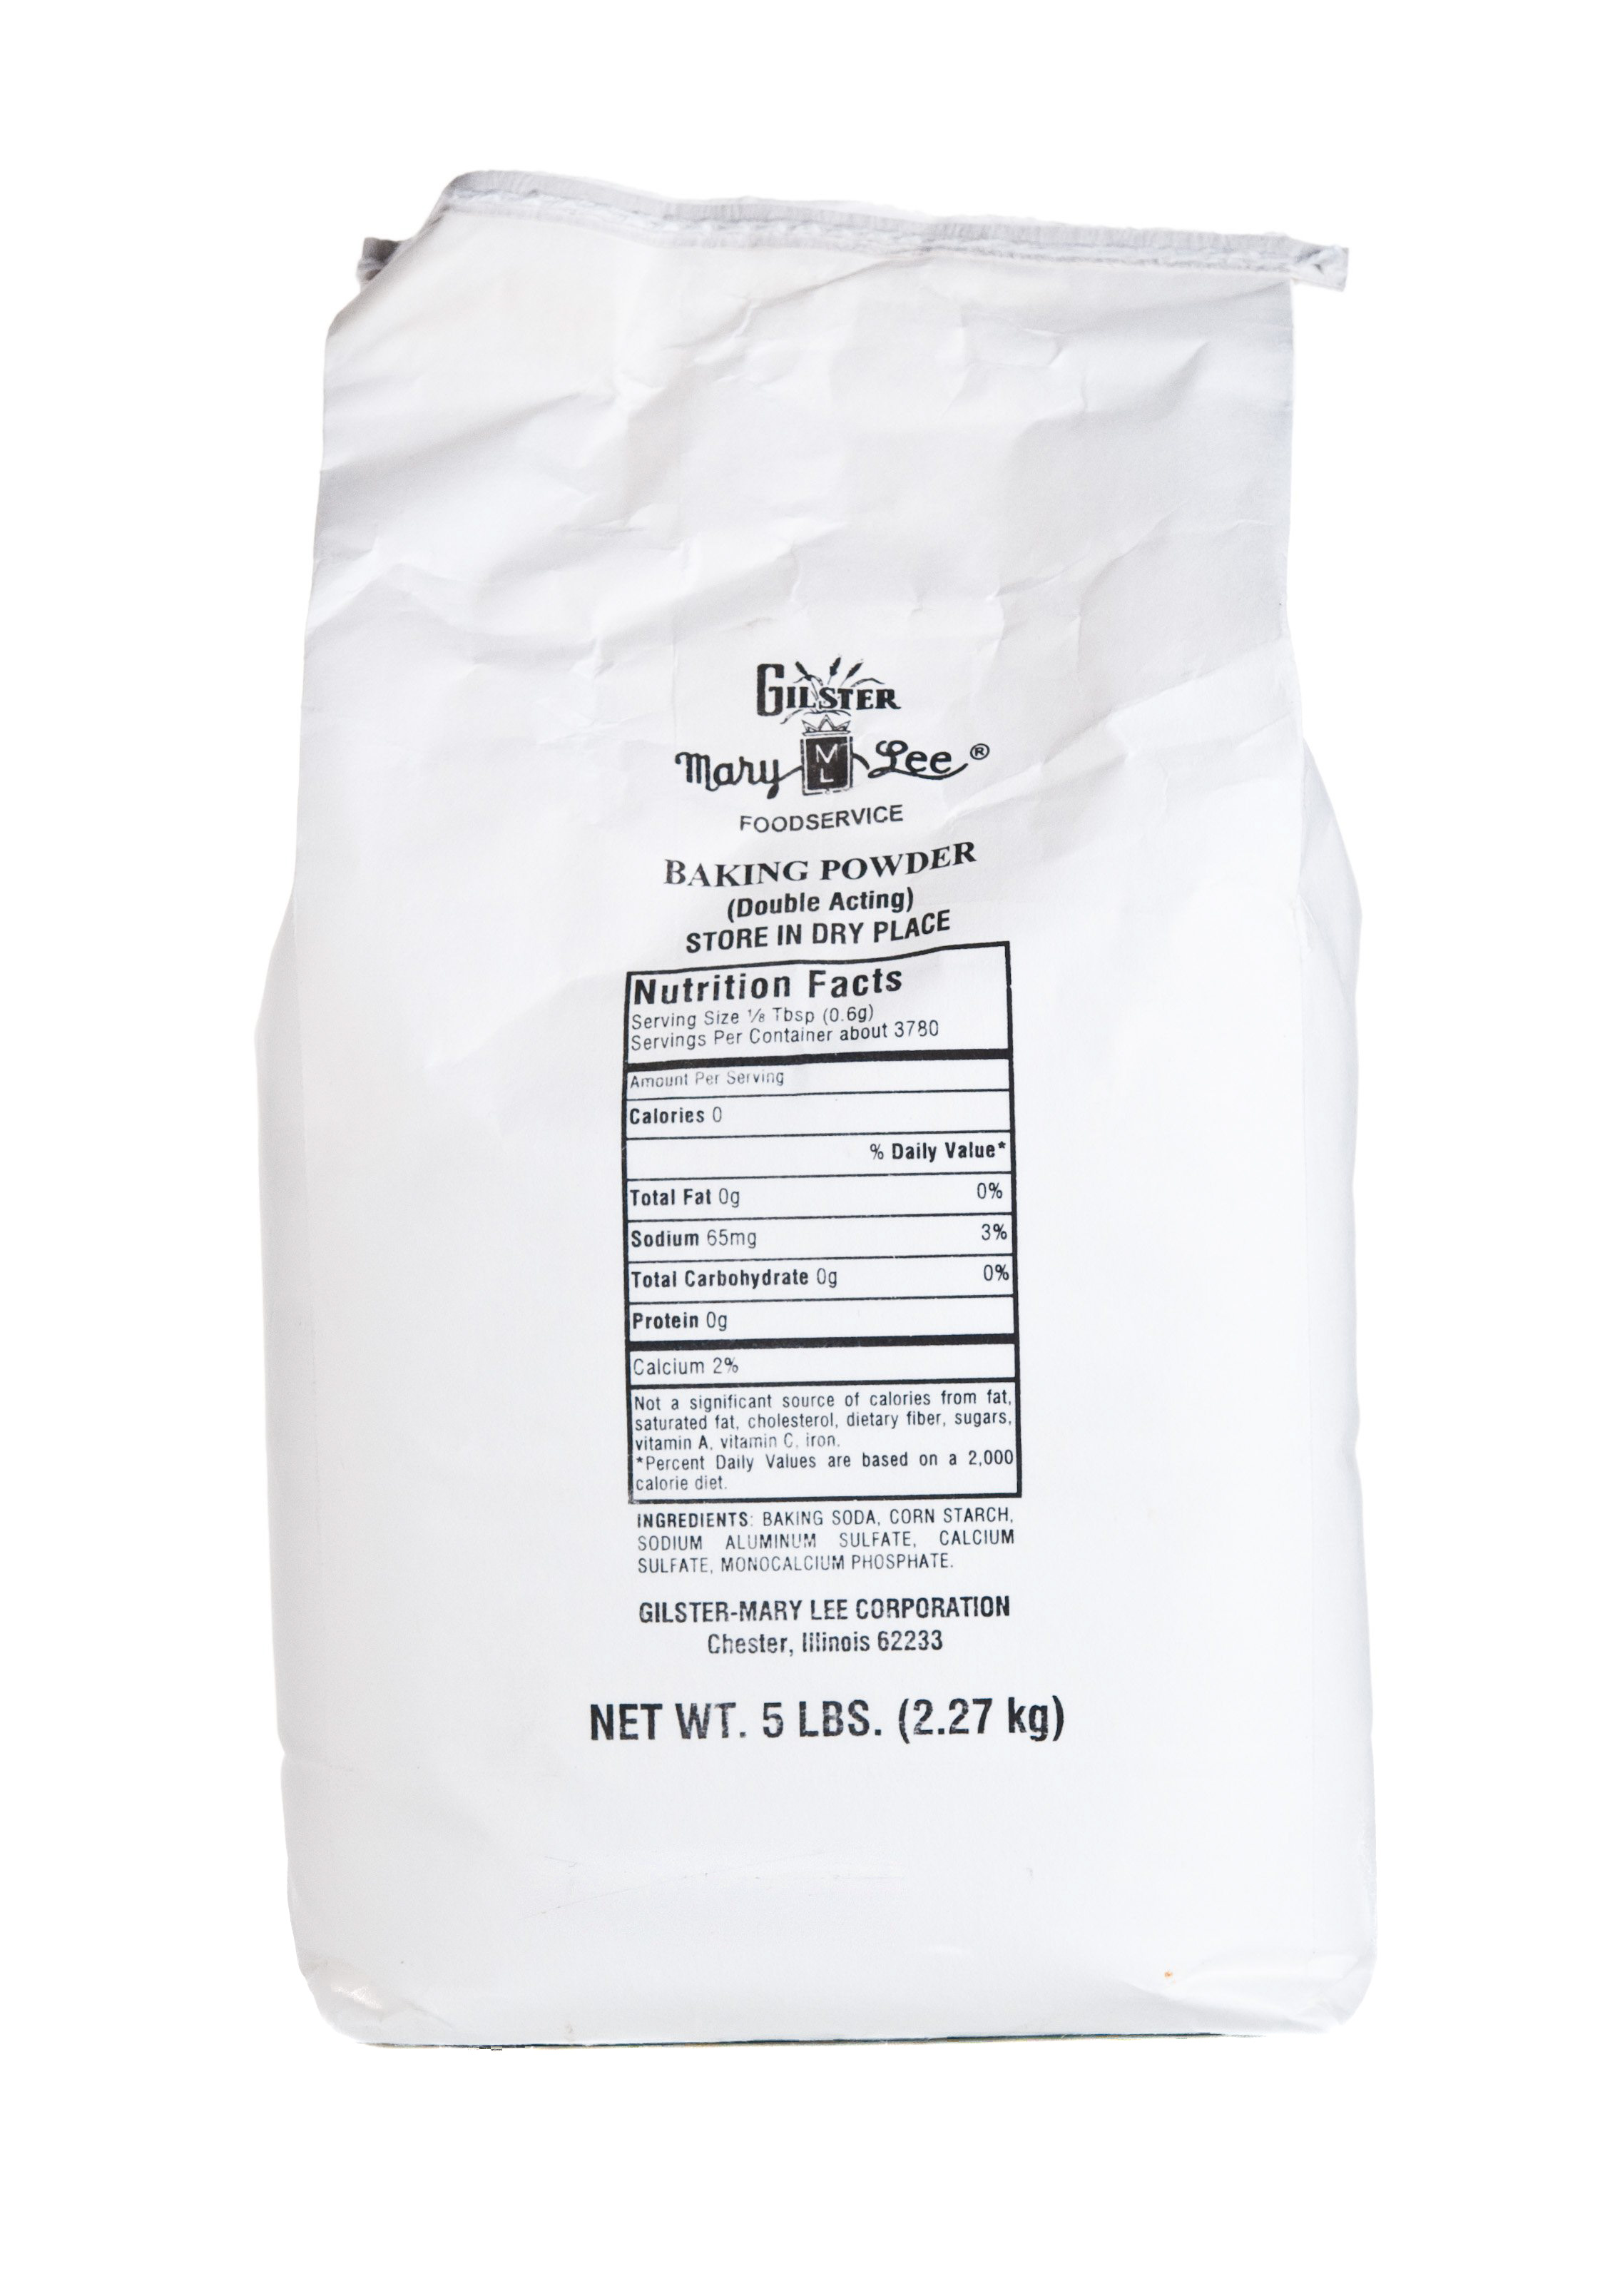 GILSTER
Mary ML Lee ®
FOODSERVICE
BAKING POWDER
(Double Acting)
STORE IN DRY PLACE
Nutrition Facts
Serving Size ⅛ Tbsp (0.6g)
Servings Per Container about 3780
Amount Per Serving
Calories 0
% Daily Value*
Total Fat 0g 0%
Sodium 65mg 3%
Total Carbohydrate 0g 0%
Protein 0g
Calcium 2%
Not a significant source of calories from fat,
saturated fat, cholesterol, dietary fiber, sugars,
vitamin A, vitamin C, iron.
*Percent Daily Values are based on a 2,000
calorie diet.
INGREDIENTS: BAKING SODA, CORN STARCH,
SODIUM ALUMINUM SULFATE, CALCIUM
SULFATE, MONOCALCIUM PHOSPHATE.
GILSTER-MARY LEE CORPORATION
Chester, Illinois 62233
NET WT. 5 LBS. (2.27 kg)